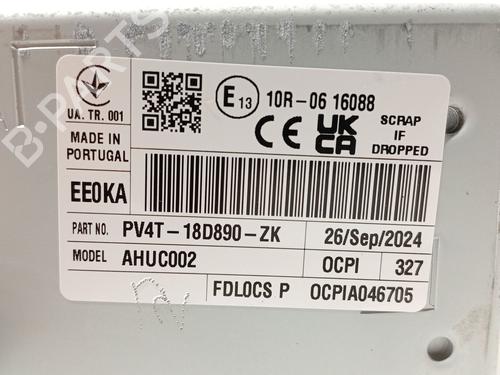 UA. TR. 001
E13 10R-06 16088
CE UK CA
SCRAP
IF
DROPPED
MADE IN
PORTUGAL
EE0KA
PART NO. PV4T-18D890-ZK 26/Sep/2024
MODEL AHUC002 OCPI 327
FDL0CS P OCPIA046705
B-PARTS